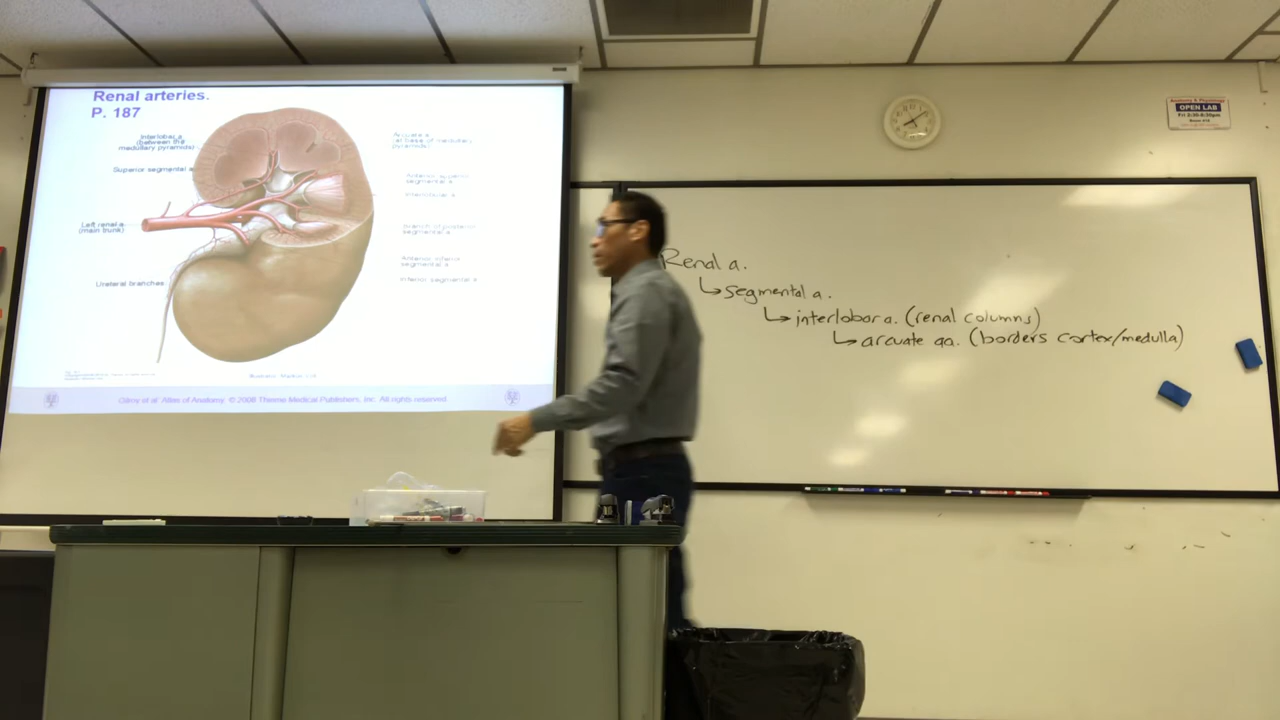 Renal arteries.
P. 187
Interlobar a.
(between the
medullary pyramids)
Superior segmental a.
Left renal a.
(main trunk)
Ureteral branches
Arcuate a.
(at base of medullary
pyramids)
Anterior superior
segmental a.
Interlobular a.
Branch of posterior
segmental a.
Anterior inferior
segmental a.
Inferior segmental a.
Gilroy et al. Atlas of Anatomy, © 2008 Thieme Medical Publishers, Inc. All rights reserved.
Renal a.
↳ segmental a.
↳ interlobar a. (renal columns)
↳ arcuate aa. (borders cortex/medulla)
Anatomy & Physiology
OPEN LAB